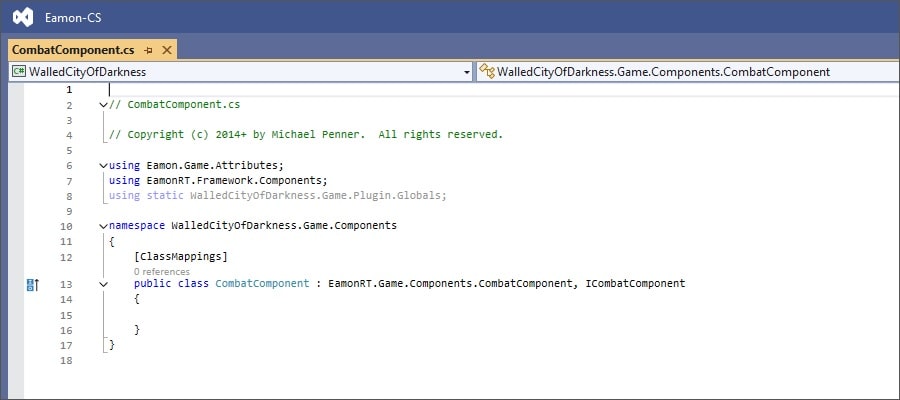 Eamon-CS
CombatComponent.cs
C# WalledCityOfDarkness WalledCityOfDarkness.Game.Components.CombatComponent
1
2 // CombatComponent.cs
3
4 // Copyright (c) 2014+ by Michael Penner.  All rights reserved.
5
6 using Eamon.Game.Attributes;
7 using EamonRT.Framework.Components;
8 using static WalledCityOfDarkness.Game.Plugin.Globals;
9
10 namespace WalledCityOfDarkness.Game.Components
11 {
12 [ClassMappings]
0 references
13 public class CombatComponent : EamonRT.Game.Components.CombatComponent, ICombatComponent
14 {
15
16 }
17 }
18